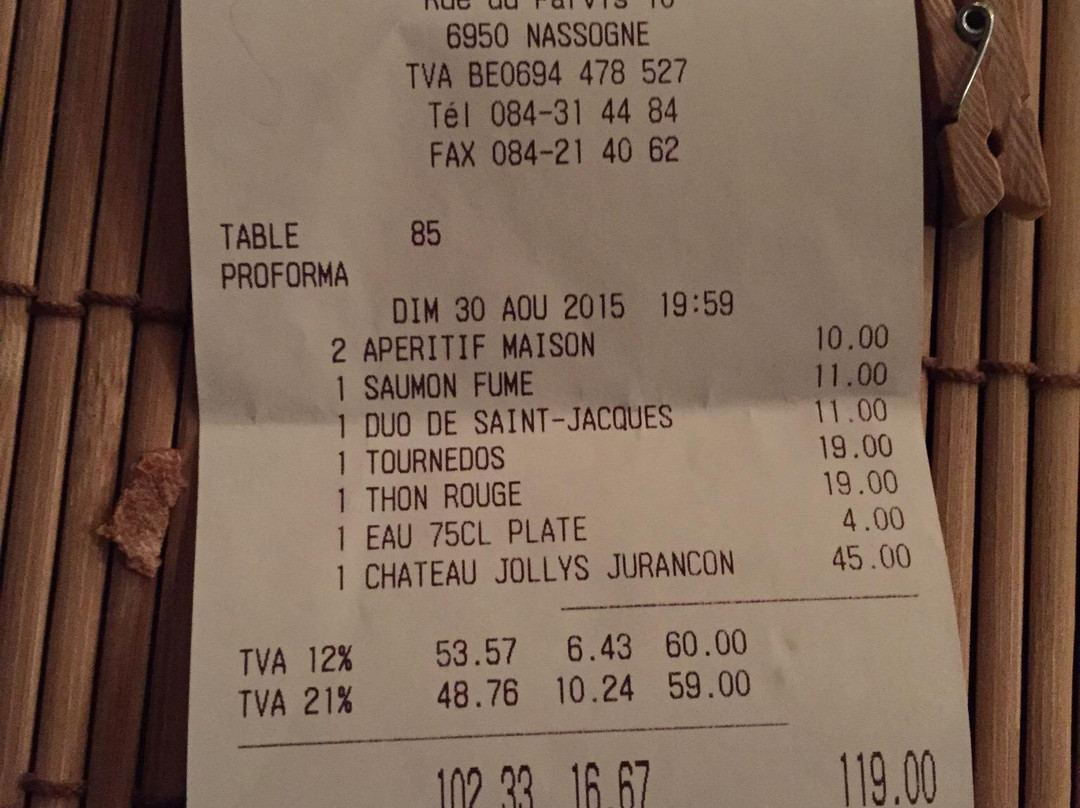 Rue du Parvis 10
6950 NASSOGNE
TVA BE0694 478 527
Tél 084-31 44 84
FAX 084-21 40 62
TABLE 85
PROFORMA
DIM 30 AOU 2015 19:59
2 APERITIF MAISON 10.00
1 SAUMON FUME 11.00
1 DUO DE SAINT-JACQUES 11.00
1 TOURNEDOS 19.00
1 THON ROUGE 19.00
1 EAU 75CL PLATE 4.00
1 CHATEAU JOLLYS JURANCON 45.00
TVA 12% 53.57 6.43 60.00
TVA 21% 48.76 10.24 59.00
102.33 16.67 119.00